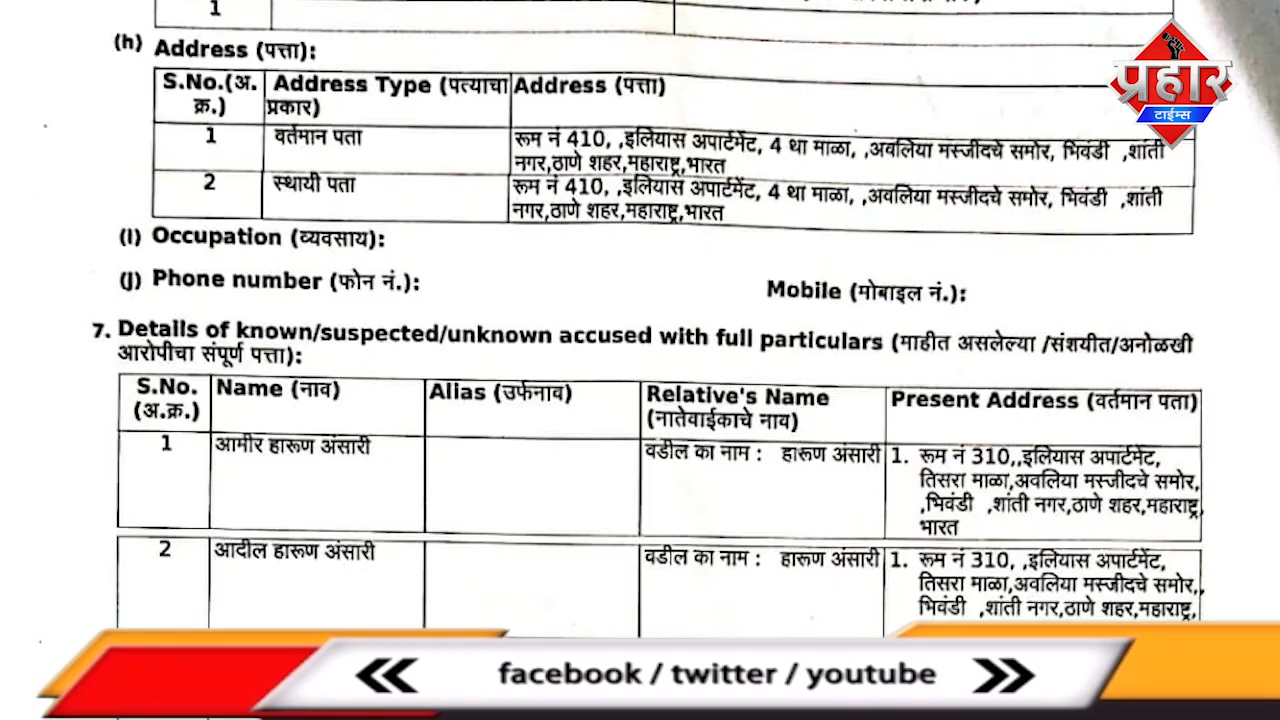 1
(h) Address (पत्ता):
S.No.(अ. क्र.) Address Type (पत्याचा प्रकार) Address (पत्ता)
1 वर्तमान पता रूम नं 410, ,इलियास अपार्टमेंट, 4 था माळा, ,अवलिया मस्जीदचे समोर, भिवंडी ,शांती
नगर,ठाणे शहर,महाराष्ट्र,भारत
2 स्थायी पता रूम नं 410, ,इलियास अपार्टमेंट, 4 था माळा, ,अवलिया मस्जीदचे समोर, भिवंडी ,शांती
नगर,ठाणे शहर,महाराष्ट्र,भारत
(i) Occupation (व्यवसाय):
(j) Phone number (फोन नं.): Mobile (मोबाइल नं.):
7. Details of known/suspected/unknown accused with full particulars (माहीत असलेल्या /संशयीत/अनोळखी
आरोपीचा संपूर्ण पत्ता):
S.No. (अ.क्र.) Name (नाव) Alias (उर्फनाव) Relative's Name (नातेवाईकाचे नाव) Present Address (वर्तमान पता)
1 आमीर हारूण अंसारी वडील का नाम : हारूण अंसारी 1. रूम नं 310,,इलियास अपार्टमेंट,
तिसरा माळा,अवलिया मस्जीदचे समोर,
,भिवंडी ,शांती नगर,ठाणे शहर,महाराष्ट्र,
भारत
2 आदील हारूण अंसारी वडील का नाम : हारूण अंसारी 1. रूम नं 310, ,इलियास अपार्टमेंट,
तिसरा माळा,अवलिया मस्जीदचे समोर,,
भिवंडी ,शांती नगर,ठाणे शहर,महाराष्ट्र,
प्रहार
टाईम्स
facebook / twitter / youtube